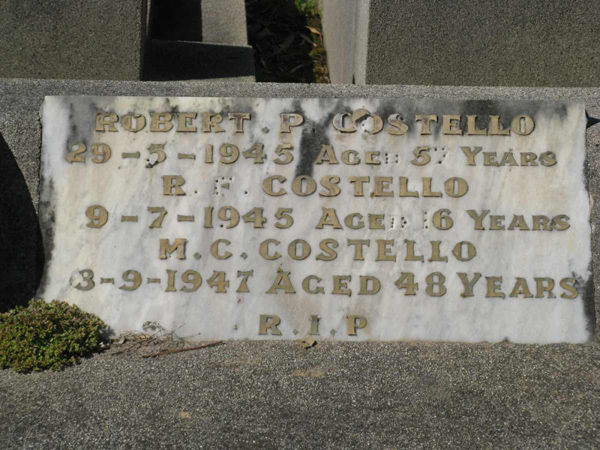 ROBERT. P. COSTELLO
29-5-1945 AGED 57 YEARS
R. F. COSTELLO
9-7-1945 AGED YEARS
M. C. COSTELLO
3-9-1947 AGED 48 YEARS
R. I. P